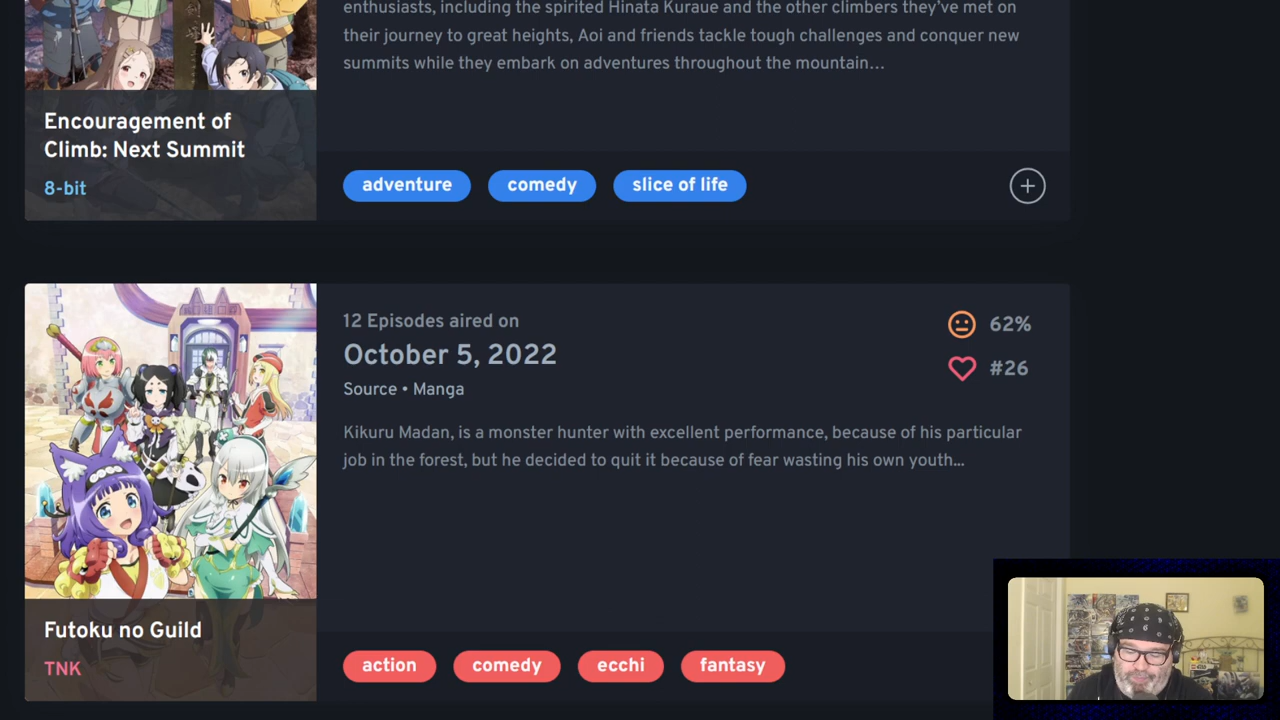 enthusiasts, including the spirited Hinata Kuraue and the other climbers they've met on
their journey to great heights, Aoi and friends tackle tough challenges and conquer new
summits while they embark on adventures throughout the mountain…
Encouragement of
Climb: Next Summit
8-bit
adventure comedy slice of life
12 Episodes aired on
October 5, 2022
Source • Manga
62%
#26
Kikuru Madan, is a monster hunter with excellent performance, because of his particular
job in the forest, but he decided to quit it because of fear wasting his own youth...
Futoku no Guild
TNK
action comedy ecchi fantasy